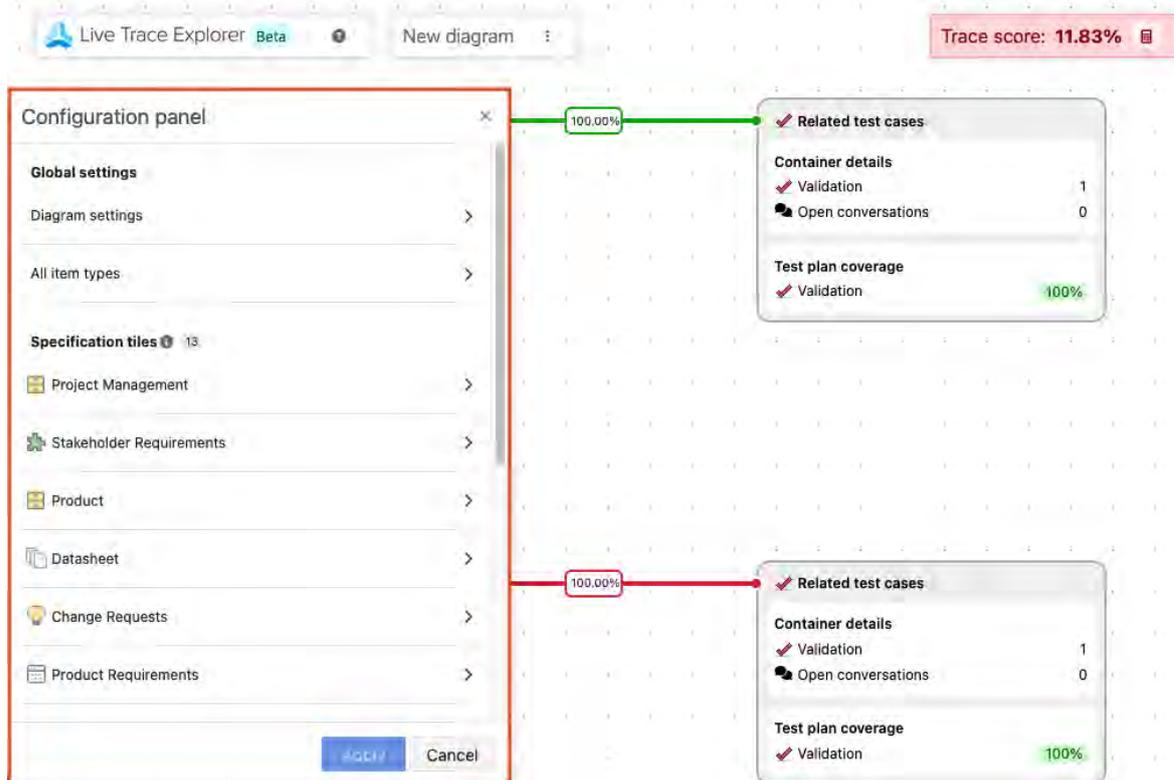 Live Trace Explorer Beta
New diagram
Trace score: 11.83%
Configuration panel
Global settings
Diagram settings
All item types
Specification tiles 13
Project Management
Stakeholder Requirements
Product
Datasheet
Change Requests
Product Requirements
Apply Cancel
100.00%
Related test cases
Container details
Validation 1
Open conversations 0
Test plan coverage
Validation 100%
100.00%
Related test cases
Container details
Validation 1
Open conversations 0
Test plan coverage
Validation 100%